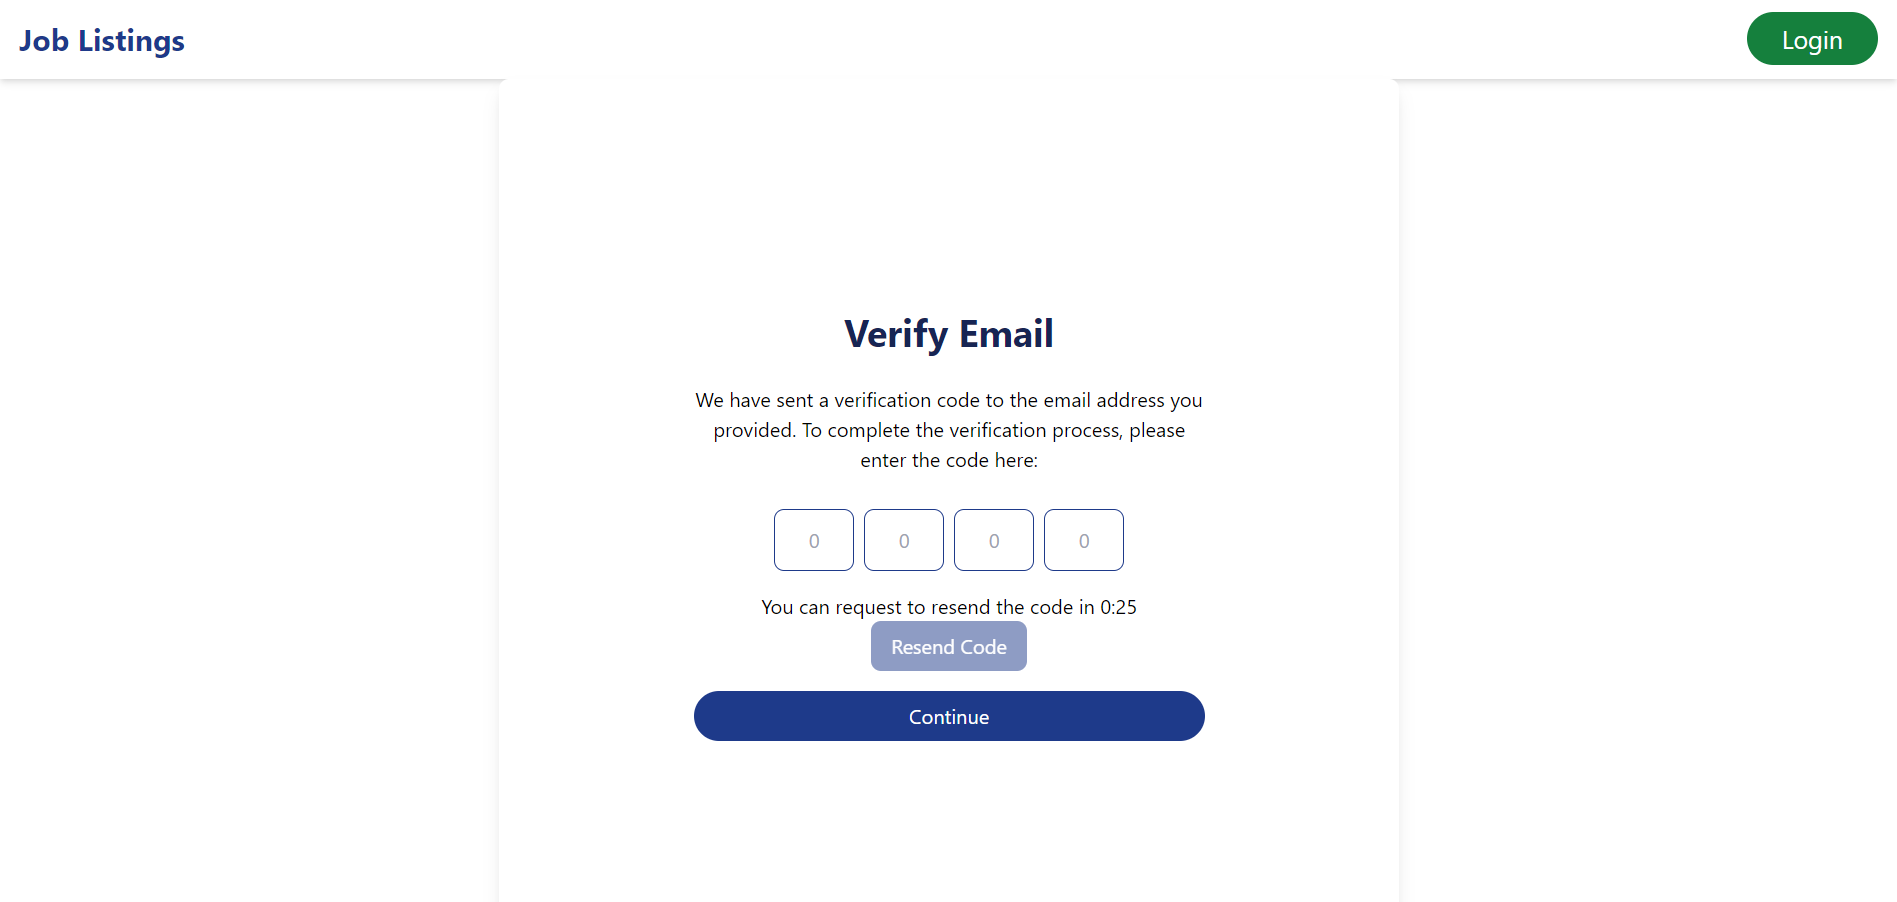 Job Listings
Login
Verify Email
We have sent a verification code to the email address you
provided. To complete the verification process, please
enter the code here:
0 0 0 0
You can request to resend the code in 0:25
Resend Code
Continue